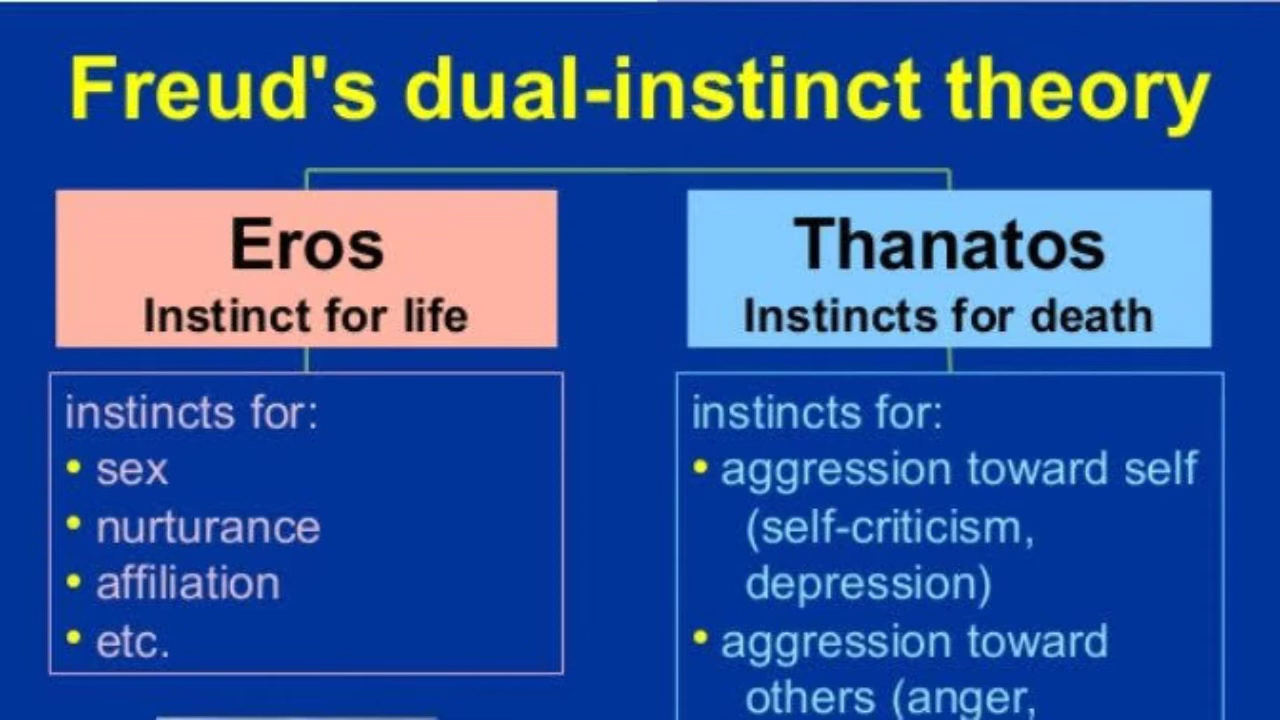 Freud's dual-instinct theory
Eros
Instinct for life
instincts for:
• sex
• nurturance
• affiliation
• etc.
Thanatos
Instincts for death
instincts for:
• aggression toward self
(self-criticism,
depression)
• aggression toward
others (anger,